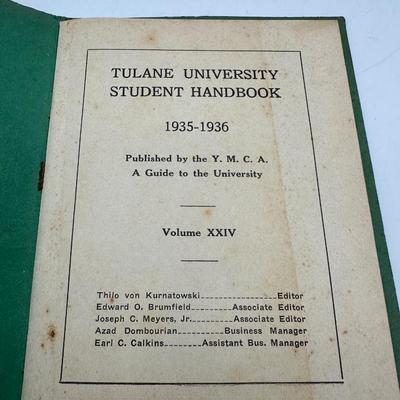 TULANE UNIVERSITY
STUDENT HANDBOOK
1935-1936
Published by the Y. M. C. A.
A Guide to the University
Volume XXIV
Thilo von Kurnatowski-------------Editor
Edward O. Brumfield-------Associate Editor
Joseph C. Meyers, Jr.-------Associate Editor
Azad Dombourian--------Business Manager
Earl C. Calkins-----Assistant Bus. Manager